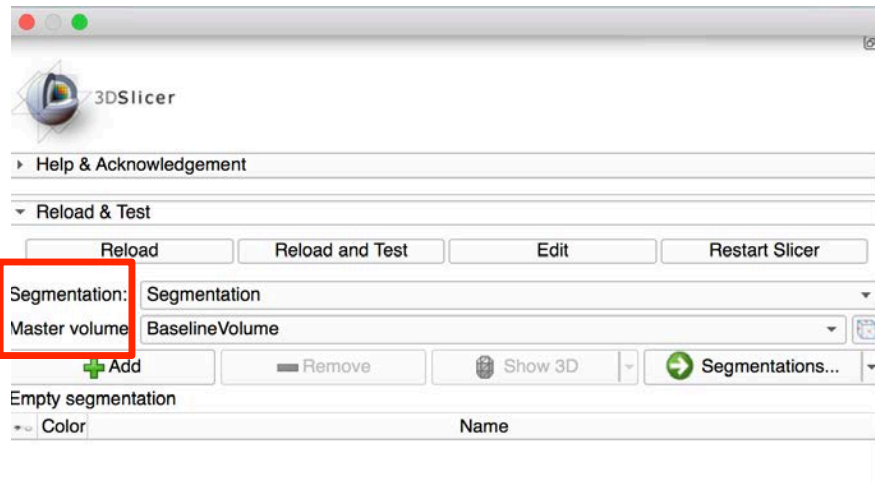 3DSlicer
Help & Acknowledgement
Reload & Test
Reload Reload and Test Edit Restart Slicer
Segmentation: Segmentation
Master volume BaselineVolume
Add Remove Show 3D Segmentations...
Empty segmentation
Color Name